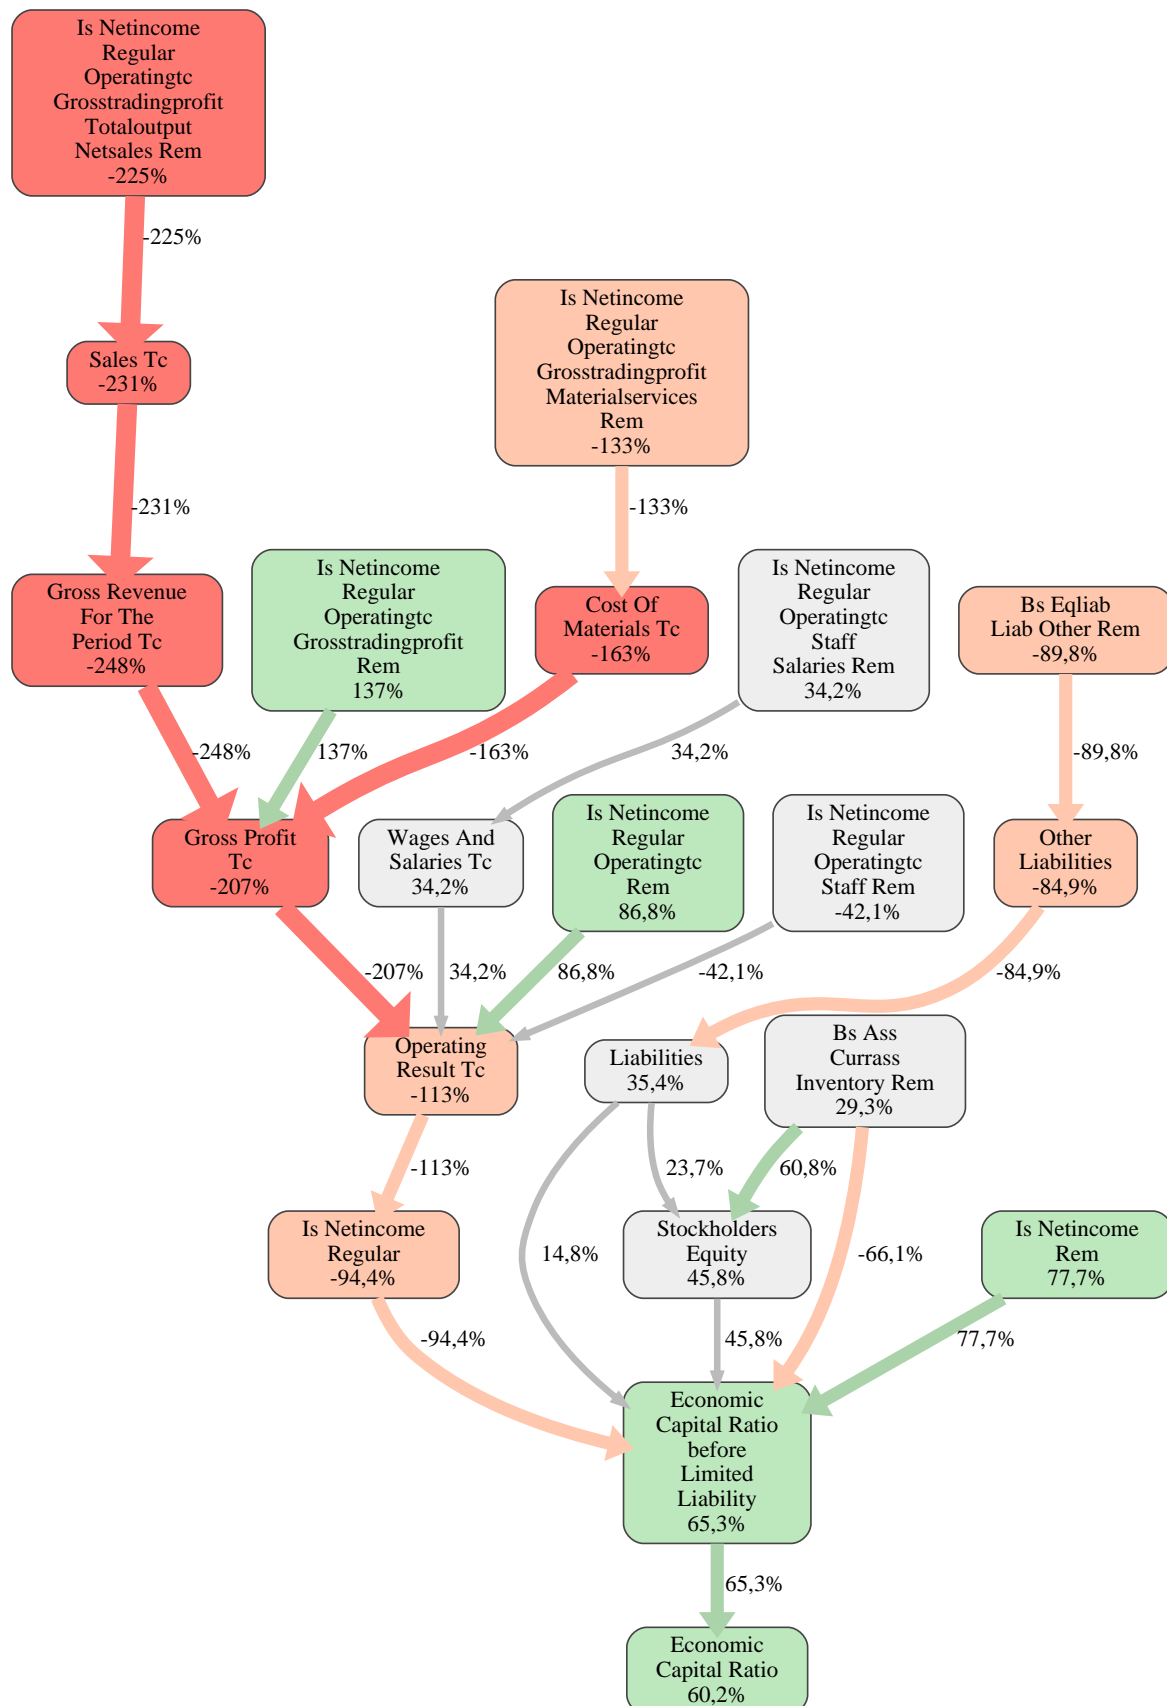 Is Netincome
Regular
Operatingtc
Grosstradingprofit
Totaloutput
Netsales Rem
-225%
-225%
Sales Tc
-231%
Is Netincome
Regular
Operatingtc
Grosstradingprofit
Materialservices
Rem
-133%
-231%
-133%
Gross Revenue
For The
Period Tc
-248%
Is Netincome
Regular
Operatingtc
Grosstradingprofit
Rem
137%
Cost Of
Materials Tc
-163%
Is Netincome
Regular
Operatingtc
Staff
Salaries Rem
34,2%
Bs Eqliab
Liab Other Rem
-89,8%
-248%
137%
-163%
34,2%
-89,8%
Gross Profit
Tc
-207%
Wages And
Salaries Tc
34,2%
Is Netincome
Regular
Operatingtc
Rem
86,8%
Is Netincome
Regular
Operatingtc
Staff Rem
-42,1%
Other
Liabilities
-84,9%
-207%
34,2%
86,8%
-42,1%
-84,9%
Operating
Result Tc
-113%
Liabilities
35,4%
Bs Ass
Currass
Inventory Rem
29,3%
-113%
23,7%
60,8%
Is Netincome
Regular
-94,4%
14,8%
Stockholders
Equity
45,8%
-66,1%
Is Netincome
Rem
77,7%
-94,4%
45,8%
77,7%
Economic
Capital Ratio
before
Limited
Liability
65,3%
65,3%
Economic
Capital Ratio
60,2%